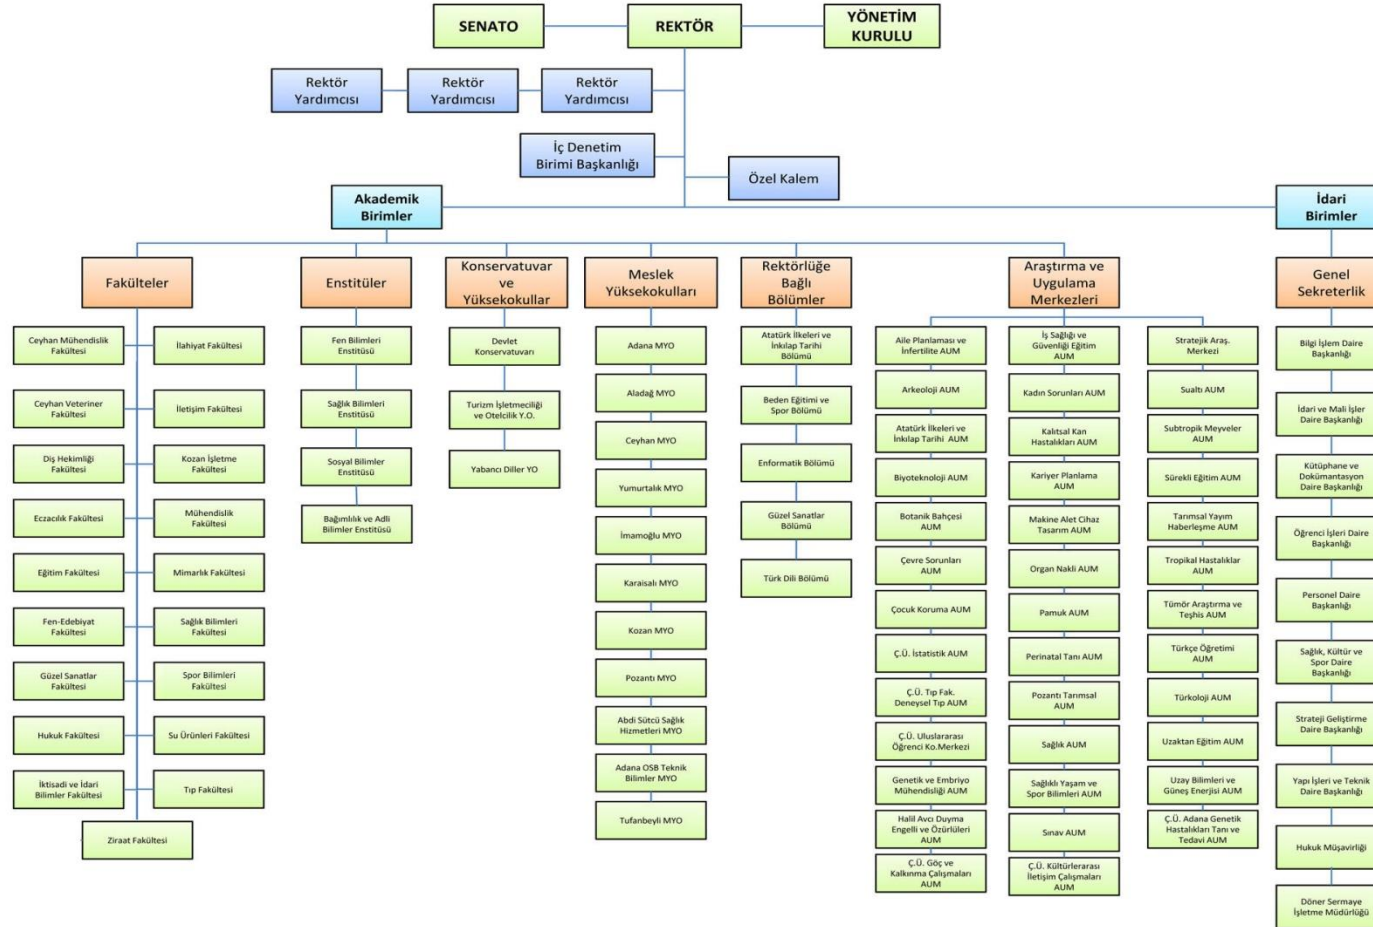 SENATO
REKTÖR
YÖNETİM
KURULU
Rektör
Yardımcısı
Rektör
Yardımcısı
Rektör
Yardımcısı
İç Denetim
Birimi Başkanlığı
Özel Kalem
Akademik
Birimler
İdari
Birimler
Fakülteler
Enstitüler
Konservatuvar
ve
Yüksekokullar
Meslek
Yüksekokulları
Rektörlüğe
Bağlı
Bölümler
Araştırma ve
Uygulama
Merkezleri
Genel
Sekreterlik
Ceyhan Mühendislik
Fakültesi
İlahiyat Fakültesi
Ceyhan Veteriner
Fakültesi
İletişim Fakültesi
Diş Hekimliği
Fakültesi
Kozan İşletme
Fakültesi
Eczacılık Fakültesi
Mühendislik
Fakültesi
Eğitim Fakültesi
Mimarlık Fakültesi
Fen-Edebiyat
Fakültesi
Sağlık Bilimleri
Fakültesi
Güzel Sanatlar
Fakültesi
Spor Bilimleri
Fakültesi
Hukuk Fakültesi
Su Ürünleri Fakültesi
İktisadi ve İdari
Bilimler Fakültesi
Tıp Fakültesi
Ziraat Fakültesi
Fen Bilimleri
Enstitüsü
Sağlık Bilimleri
Enstitüsü
Sosyal Bilimler
Enstitüsü
Bağımlılık ve Adli
Bilimler Enstitüsü
Devlet
Konservatuvarı
Turizm İşletmeciliği
ve Otelcilik Y.O.
Yabancı Diller YO
Adana MYO
Aladağ MYO
Ceyhan MYO
Yumurtalık MYO
İmamoğlu MYO
Karaisalı MYO
Kozan MYO
Pozantı MYO
Abdi Sütcü Sağlık
Hizmetleri MYO
Adana OSB Teknik
Bilimler MYO
Tufanbeyli MYO
Atatürk İlkeleri ve
İnkılap Tarihi
Bölümü
Beden Eğitimi ve
Spor Bölümü
Enformatik Bölümü
Güzel Sanatlar
Bölümü
Türk Dili Bölümü
Aile Planlaması ve
İnfertilite AUM
Arkeoloji AUM
Atatürk İlkeleri ve
İnkılap Tarihi AUM
Biyoteknoloji AUM
Botanik Bahçesi
AUM
Çevre Sorunları
AUM
Çocuk Koruma AUM
Ç.Ü. İstatistik AUM
Ç.Ü. Tıp Fak.
Deneysel Tıp AUM
Ç.Ü. Uluslararası
Öğrenci Ko.Merkezi
Genetik ve Embriyo
Mühendisliği AUM
Halil Avcı Duyma
Engelli ve Özürlüleri
AUM
Ç.Ü. Göç ve
Kalkınma Çalışmaları
AUM
İş Sağlığı ve
Güvenliği Eğitim
AUM
Kadın Sorunları AUM
Kalıtsal Kan
Hastalıkları AUM
Kariyer Planlama
AUM
Makine Alet Cihaz
Tasarım AUM
Organ Nakli AUM
Pamuk AUM
Perinatal Tanı AUM
Pozantı Tarımsal
AUM
Sağlık AUM
Sağlıklı Yaşam ve
Spor Bilimleri AUM
Sınav AUM
Ç.Ü. Kültürlerarası
İletişim Çalışmaları
AUM
Stratejik Araş.
Merkezi
Sualtı AUM
Subtropik Meyveler
AUM
Sürekli Eğitim AUM
Tarımsal Yayım
Haberleşme AUM
Tropikal Hastalıklar
AUM
Tümör Araştırma ve
Teşhis AUM
Türkçe Öğretimi
AUM
Türkoloji AUM
Uzaktan Eğitim AUM
Uzay Bilimleri ve
Güneş Enerjisi AUM
Ç.Ü. Adana Genetik
Hastalıkları Tanı ve
Tedavi AUM
Bilgi İşlem Daire
Başkanlığı
İdari ve Mali İşler
Daire Başkanlığı
Kütüphane ve
Dokümantasyon
Daire Başkanlığı
Öğrenci İşleri Daire
Başkanlığı
Personel Daire
Başkanlığı
Sağlık, Kültür ve
Spor Daire
Başkanlığı
Strateji Geliştirme
Daire Başkanlığı
Yapı İşleri ve Teknik
Daire Başkanlığı
Hukuk Müşavirliği
Döner Sermaye
İşletme Müdürlüğü